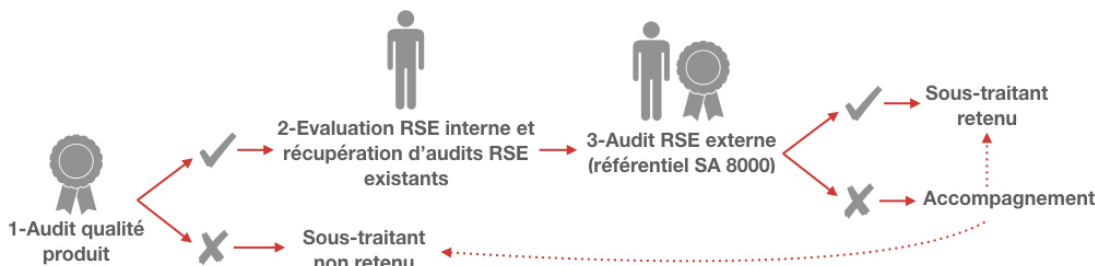 1-Audit qualité
produit
2-Evaluation RSE interne et
récupération d'audits RSE
existants
Sous-traitant
non retenu
3-Audit RSE externe
(référentiel SA 8000)
Sous-traitant
retenu
Accompagnement